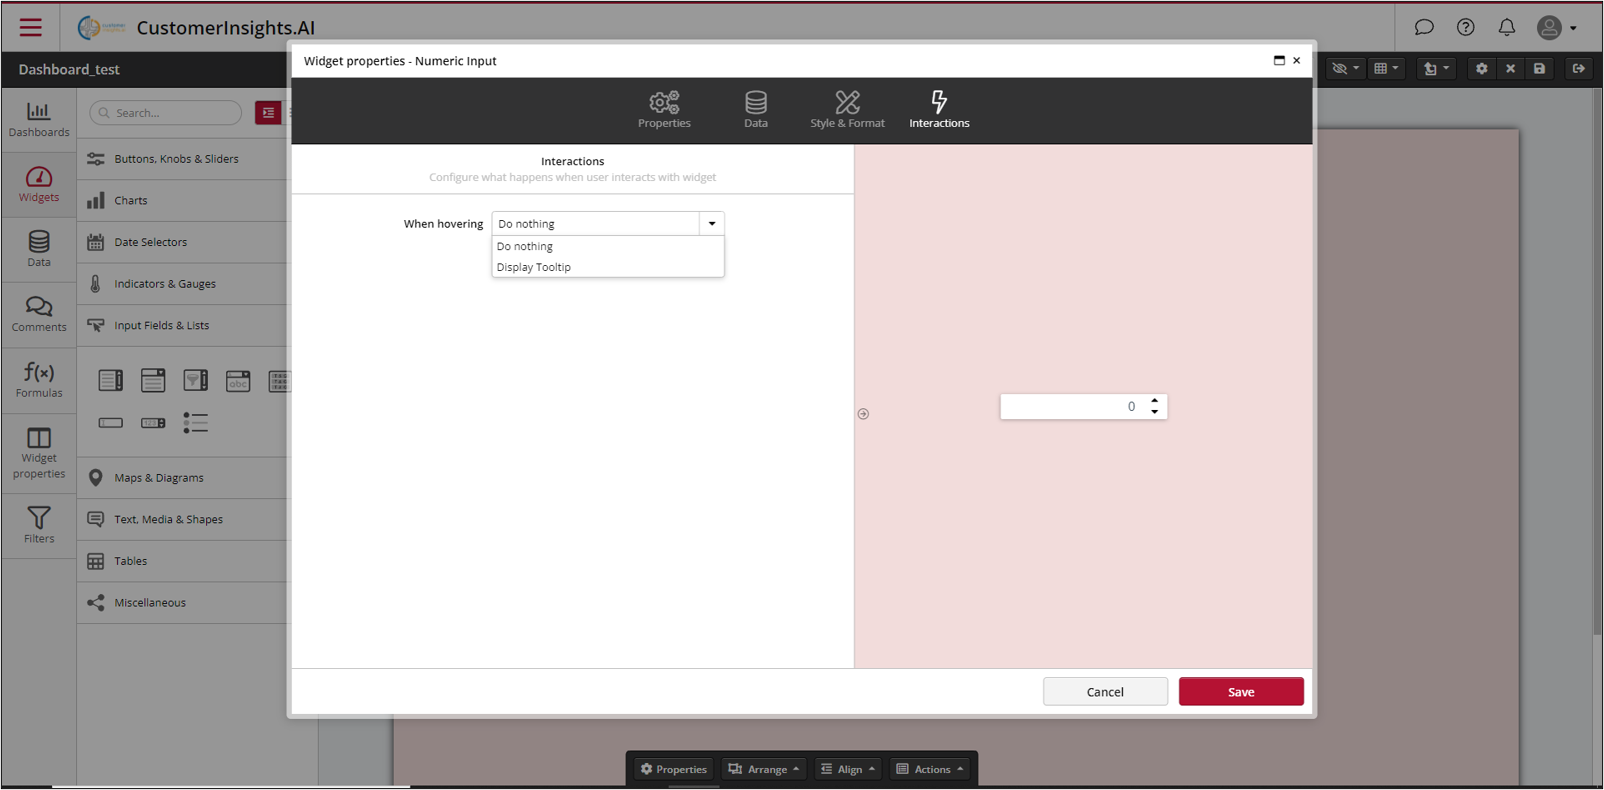 CustomerInsights.AI
Dashboard_test
Widget properties - Numeric Input
Properties
Data
Style & Format
Interactions
Dashboards
Widgets
Data
Comments
f(x)
Formulas
Widget
properties
Filters
Search...
Buttons, Knobs & Sliders
Charts
Date Selectors
Indicators & Gauges
Input Fields & Lists
abc
Maps & Diagrams
Text, Media & Shapes
Tables
Miscellaneous
Interactions
Configure what happens when user interacts with widget
When hovering
Do nothing
Do nothing
Display Tooltip
0
Cancel
Save
Properties
Arrange
Align
Actions